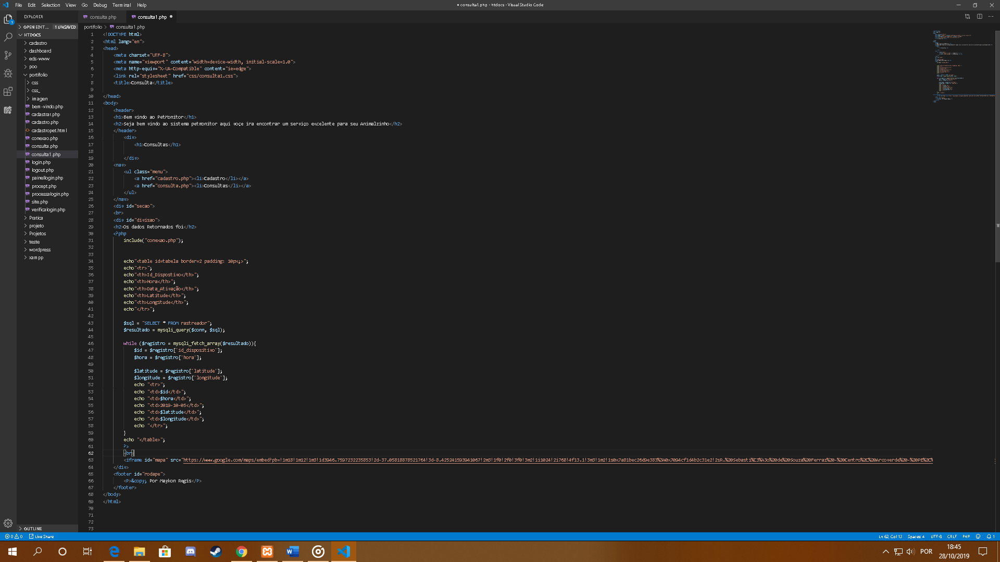 File Edit Selection View Go Debug Terminal Help
● consulta1.php - htdocs - Visual Studio Code
EXPLORER
consulta.php
consulta1.php ●
OPEN EDIT... 1 UNSAVED
portifolio > consulta1.php
HTDOCS
cadastro
dashboard
eds-www
poo
portifolio
css
css_
imagen
bem-vindo.php
cadastrar.php
cadastro.php
cadastropet.html
conexao.php
consulta.php
consulta1.php
login.php
logout.php
painellogin.php
procept.php
processalogin.php
site.php
verificalogin.php
Pratica
projeto
Projetos
teste
wordpress
xampp
OUTLINE
1 <!DOCTYPE html>
2 <html lang="en">
3 <head>
4 <meta charset="UTF-8">
5 <meta name="viewport" content="width=device-width, initial-scale=1.0">
6 <meta http-equiv="X-UA-Compatible" content="ie=edge">
7 <link rel="stylesheet" href="css/consulta1.css">
8 <title>Consulta</title>
9
10 </head>
11 <body>
12 <header>
13 <h1>Bem vindo ao PetMonitor</h1>
14 <h2>Seja bem vindo ao sistema petmonitor aqui voçe ira encontrar um serviço excelente para seu Animalzinho</h2>
15 </header>
16 <div>
17 <h1>Consultas</h1>
18
19 </div>
20 <nav>
21 <ul class="menu">
22 <a href="cadastro.php"><li>Cadastro</li></a>
23 <a href="consulta.php"><li>Consultas</li></a>
24 </ul>
25 </nav>
26 <div id="secao">
27 <br>
28 <div id="divisao">
29 <h2>Os dados Retornados foi</h2>
30 <?php
31 include("conexao.php");
32
33
34 echo"<table id=tabela border=2 padding: 10px;>";
35 echo"<tr>";
36 echo"<th>Id_Dispostivo</th>";
37 echo"<th>Hora</th>";
38 echo"<th>Data_Ativação</th>";
39 echo"<th>Latitude</th>";
40 echo"<th>Longitude</th>";
41 echo"</tr>";
42
43 $sql = "SELECT * FROM rastreador";
44 $resultado = mysqli_query($conn, $sql);
45
46 while ($registro = mysqli_fetch_array($resultado)){
47 $id = $registro['id_dispositivo'];
48 $hora = $registro['hora'];
49
50 $latitude = $registro['latitude'];
51 $longitude = $registro['longitude'];
52 echo "<tr>";
53 echo "<td>$id</td>";
54 echo "<td>$hora</td>";
55 echo "<td>2019-10-05</td>";
56 echo "<td>$latitude</td>";
57 echo "<td>$longitude</td>";
58 echo "</tr>";
59 }
60 echo "</table>";
61 ?>
62 <br>
63 <iframe id="mapa" src="https://www.google.com/maps/embed?pb=!1m18!1m12!1m3!1d3946.7597232235853!2d-37.05818878521764!3d-8.425241593941067!2m3!1f0!2f0!3f0!3m2!1i1024!2i768!4f13.1!3m3!1m2!1s0x7a81bec26d9e383%3A0x7094cf1d4b2c31e2!2sR.%20Sebasti%C3%A3o%20de%20Souza%20Ferraz%20-%20Centro%2C%20Arcoverde%20-%20PE%2C%
64 </div>
65 <footer id="rodape">
66 <P>&copy; Por Maykon Regis</P>
67 </footer>
68 </body>
69 </html>
70
71
72
73
0 0 Live Share
Ln 62, Col 13 Spaces: 4 UTF-8 CRLF PHP 1
POR 18:45
28/10/2019